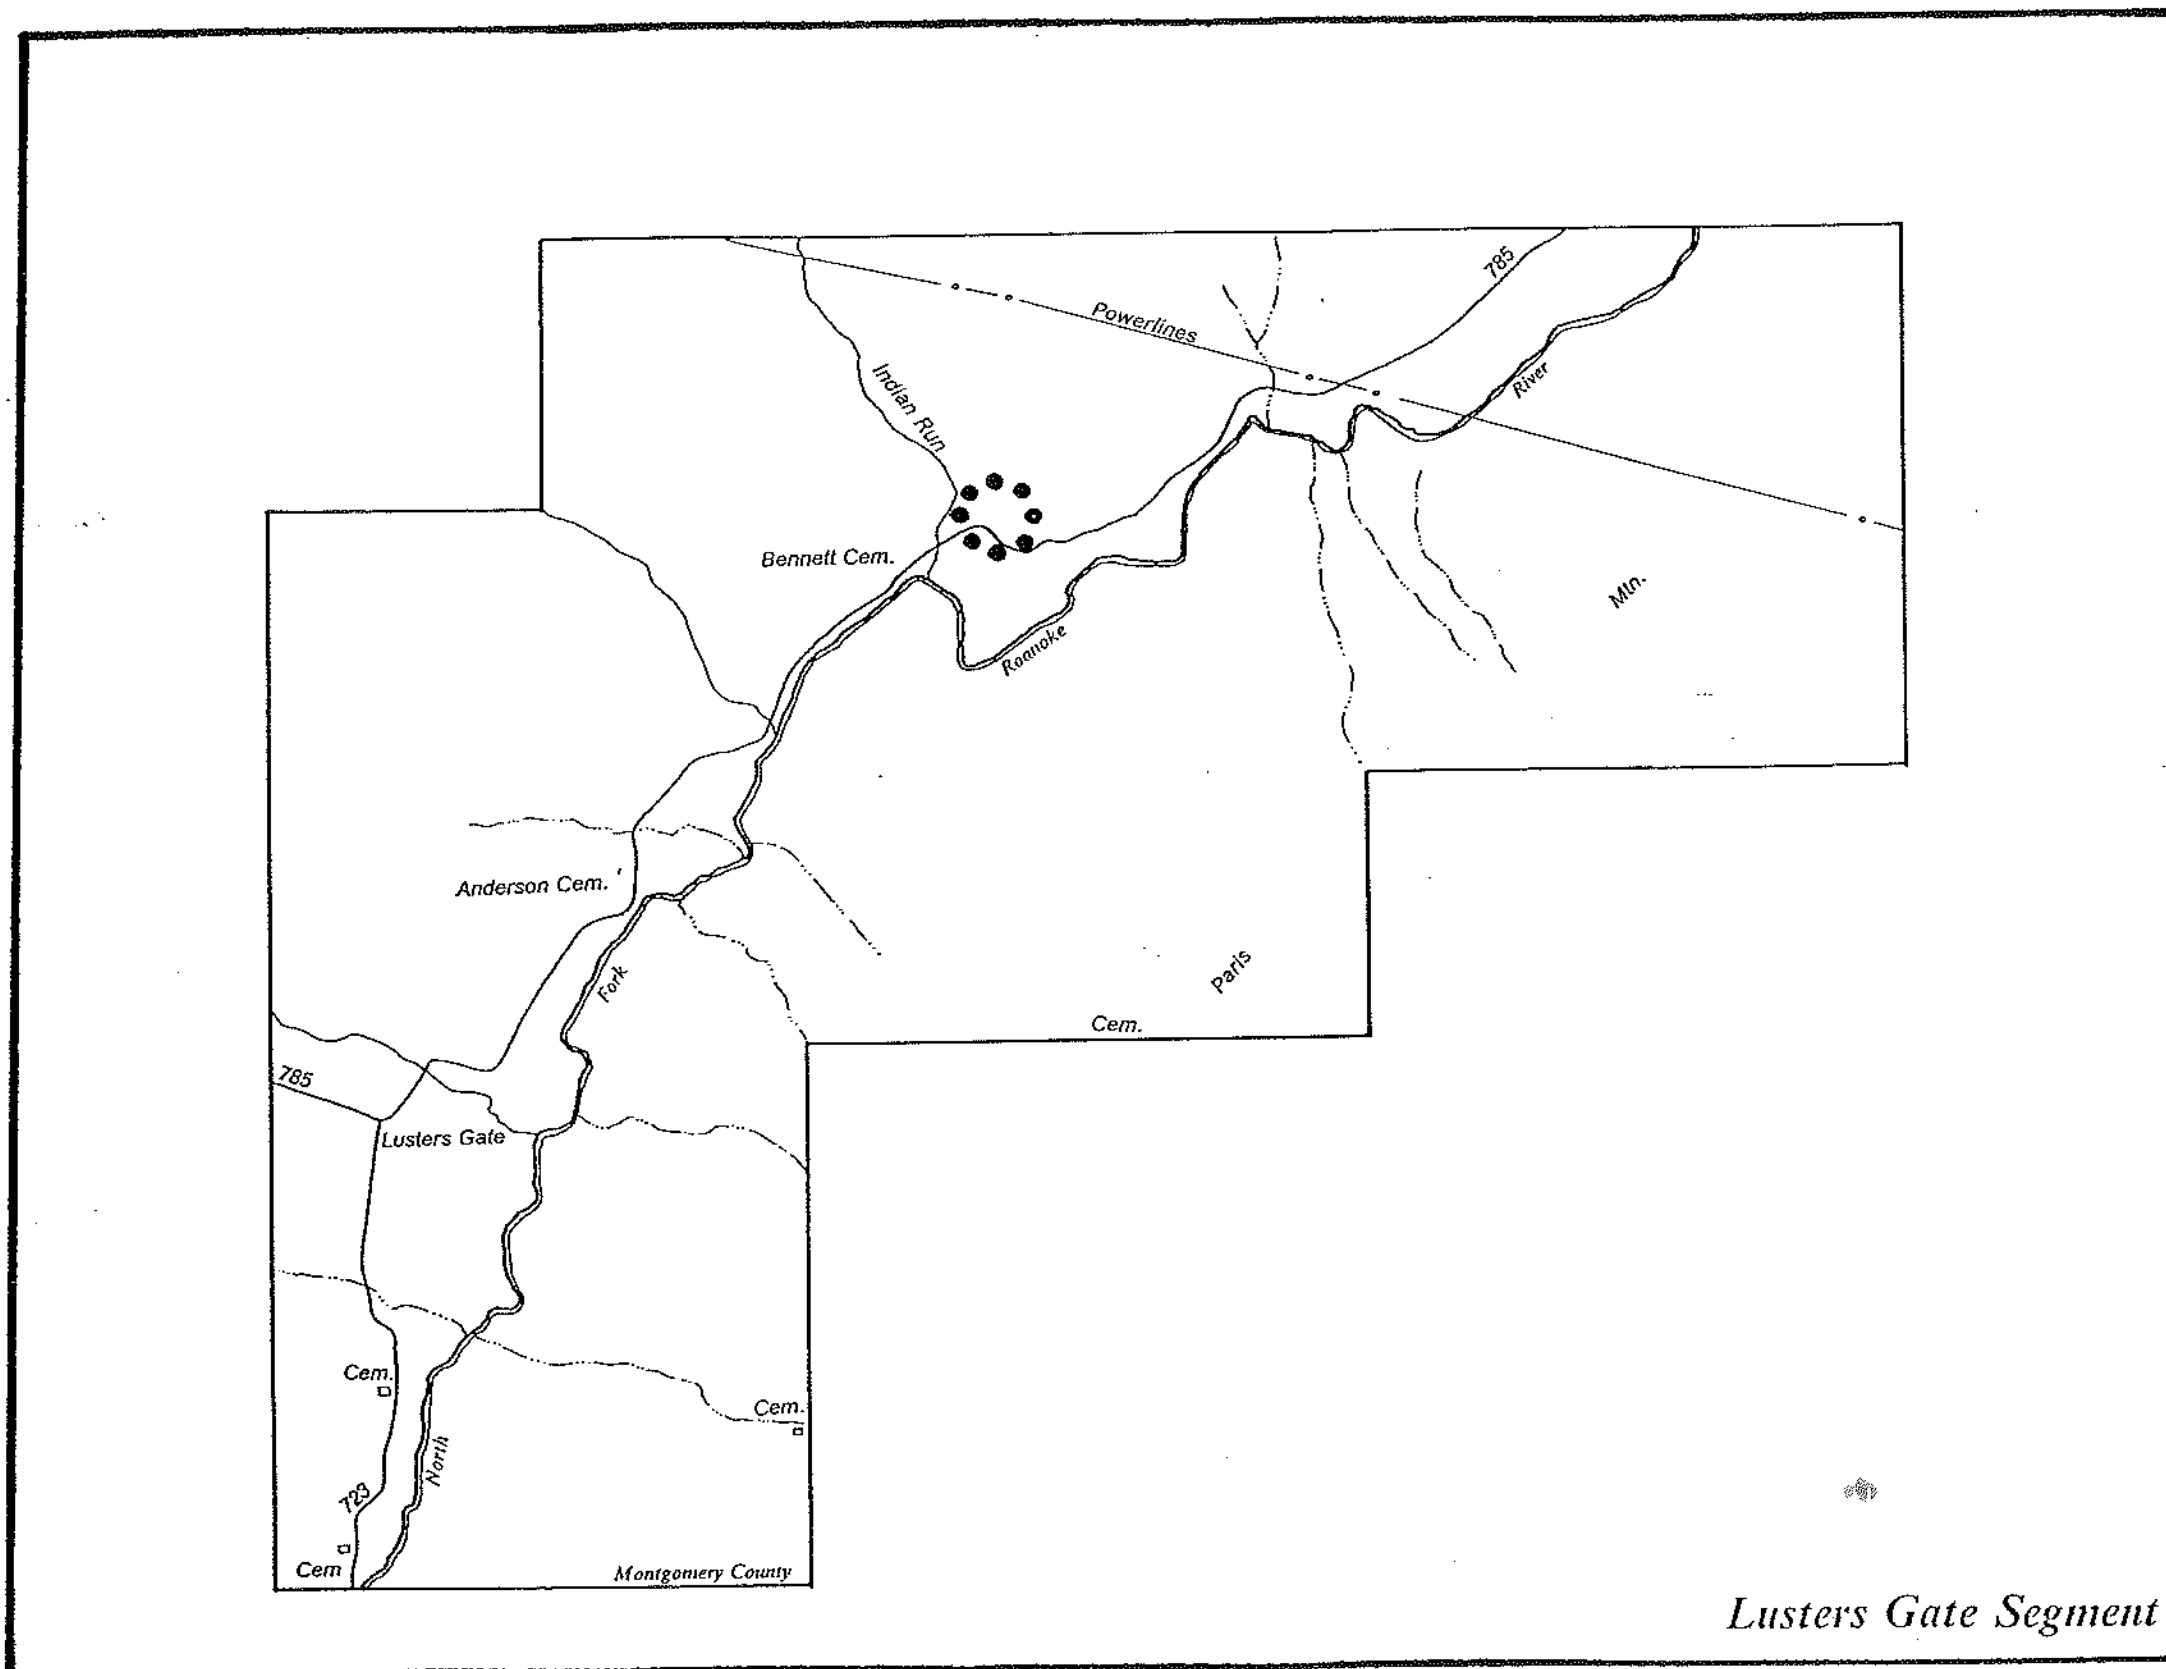 785
Powerlines
River
Indian Run
Bennett Cem.
Mtn.
Roanoke
Anderson Cem.
Fork
Paris
Cem.
785
Lusters Gate
Cem.
Cem.
North
723
Cem
Montgomery County
Lusters Gate Segment